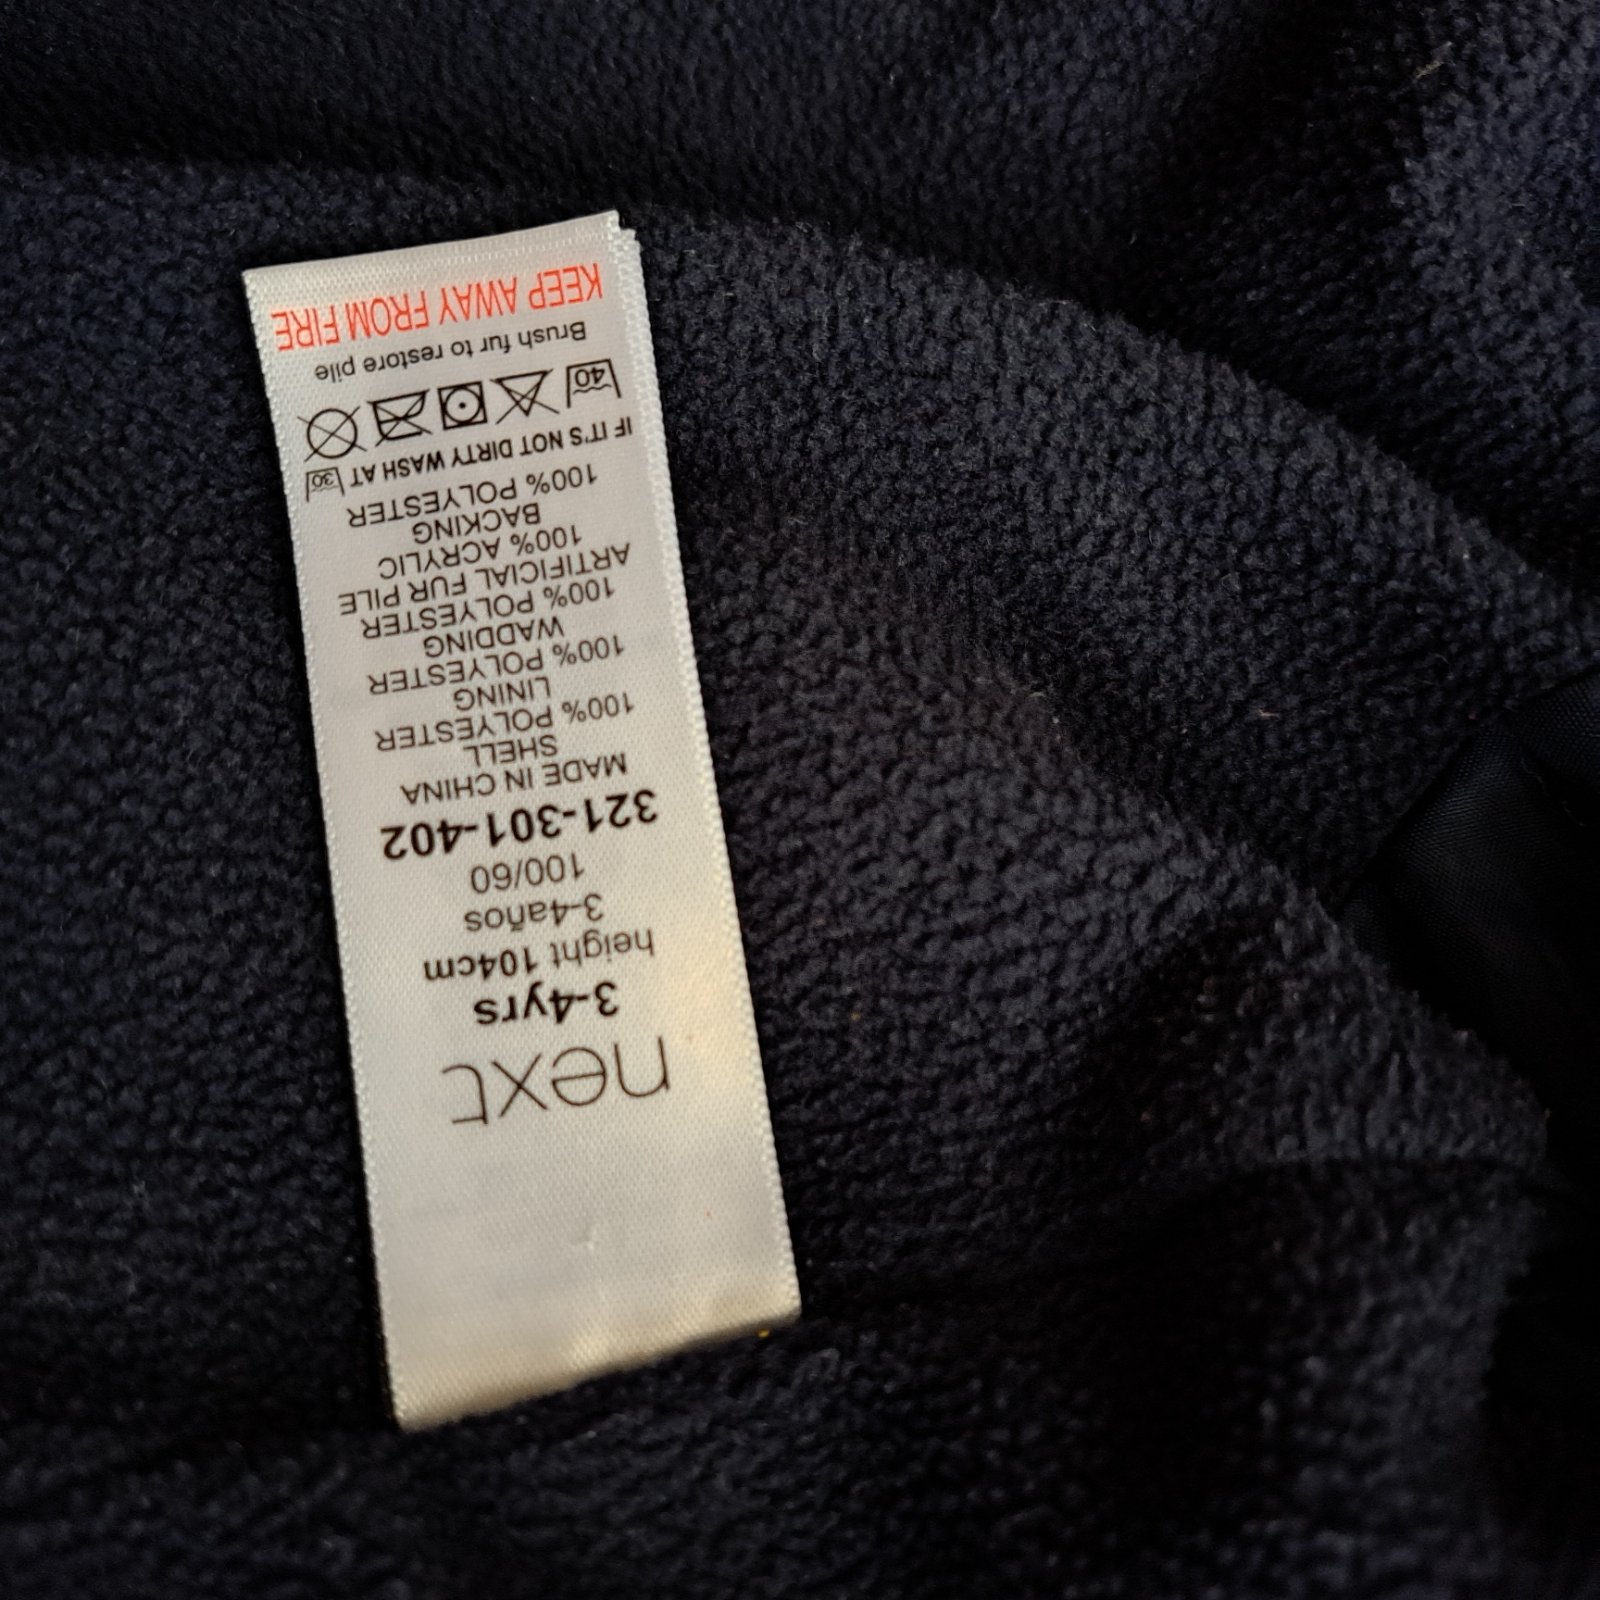 next
3-4yrs
height 104cm
3-4años
100/60
321-301-402
MADE IN CHINA
SHELL
100% POLYESTER
LINING
100% POLYESTER
WADDING
100% POLYESTER
ARTIFICIAL FUR PILE
100% ACRYLIC
BACKING
100% POLYESTER
IF IT'S NOT DIRTY WASH AT 30
40
Brush fur to restore pile
KEEP AWAY FROM FIRE